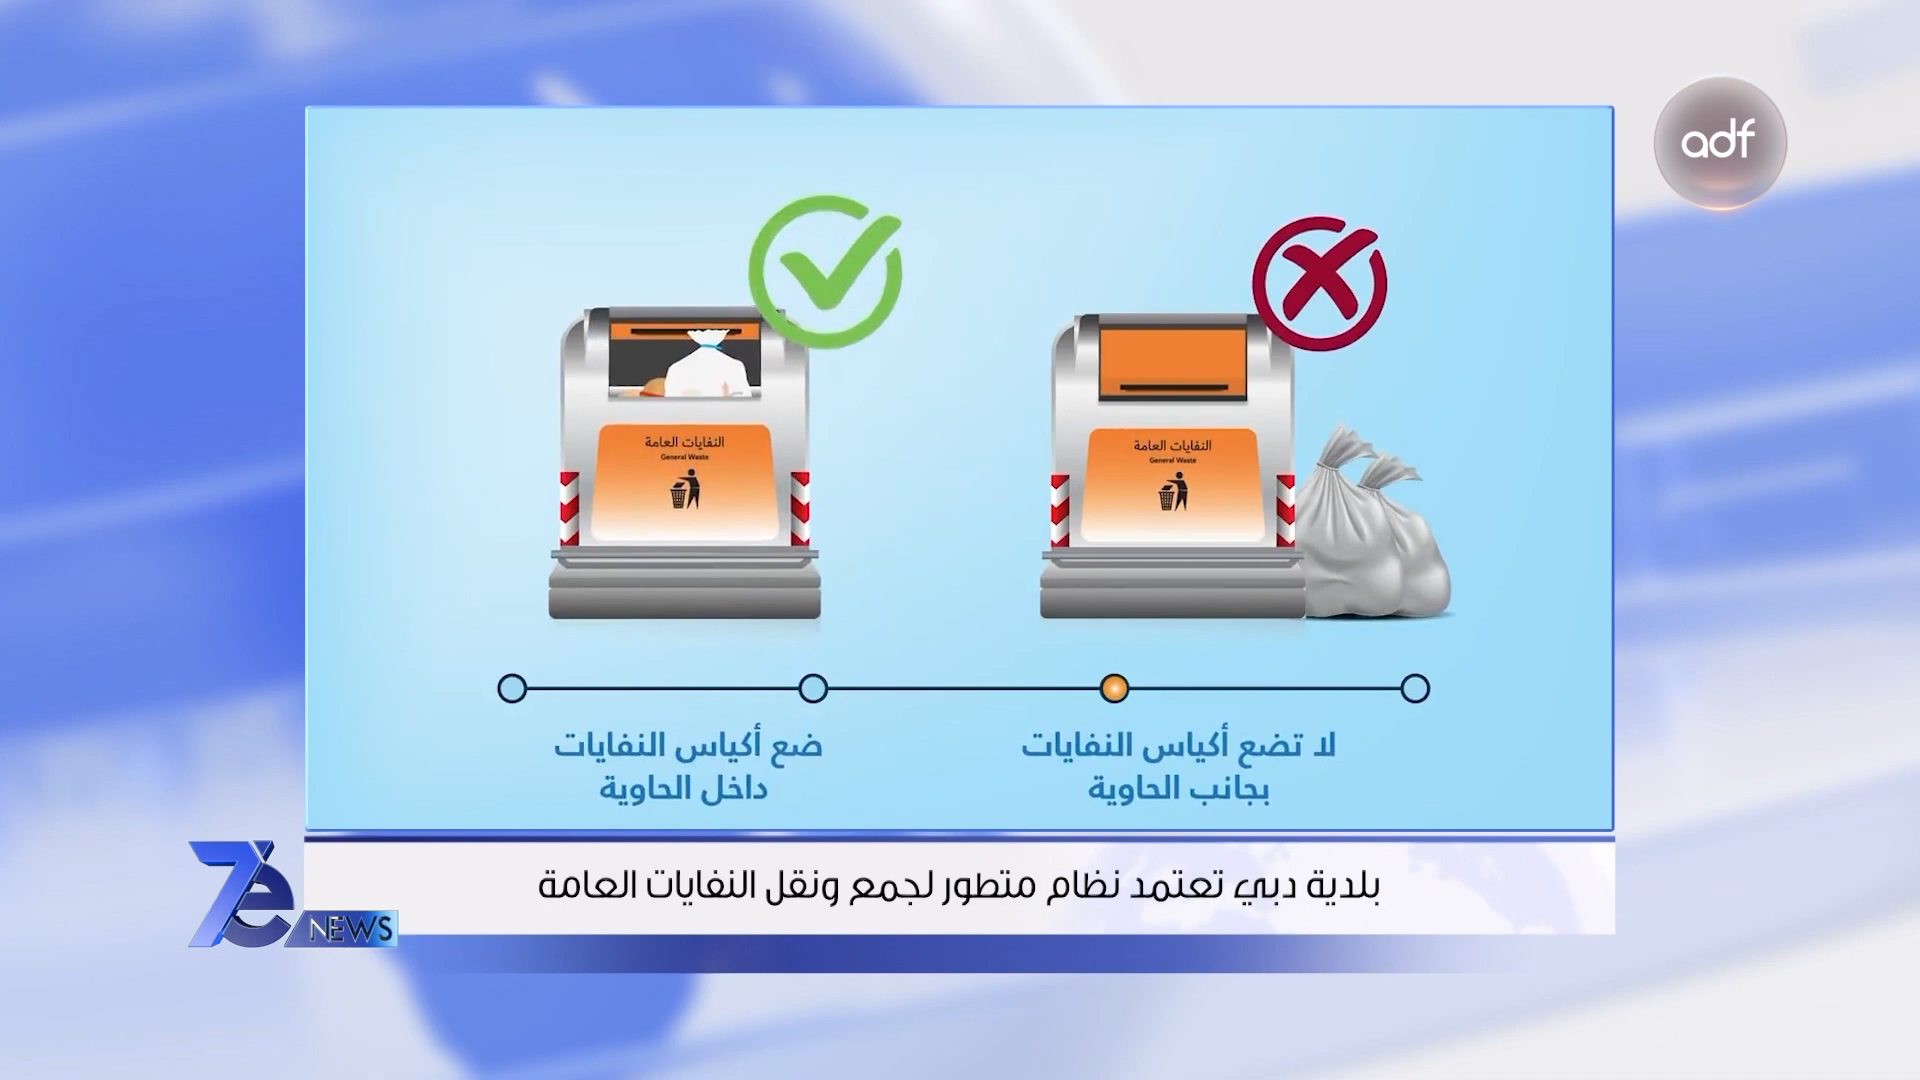 adf
النفايات العامة
General Waste
النفايات العامة
General Waste
لا تضع أكياس النفايات
بجانب الحاوية
ضع أكياس النفايات
داخل الحاوية
بلدية دبي تعتمد نظام متطور لجمع ونقل النفايات العامة
7e
NEWS